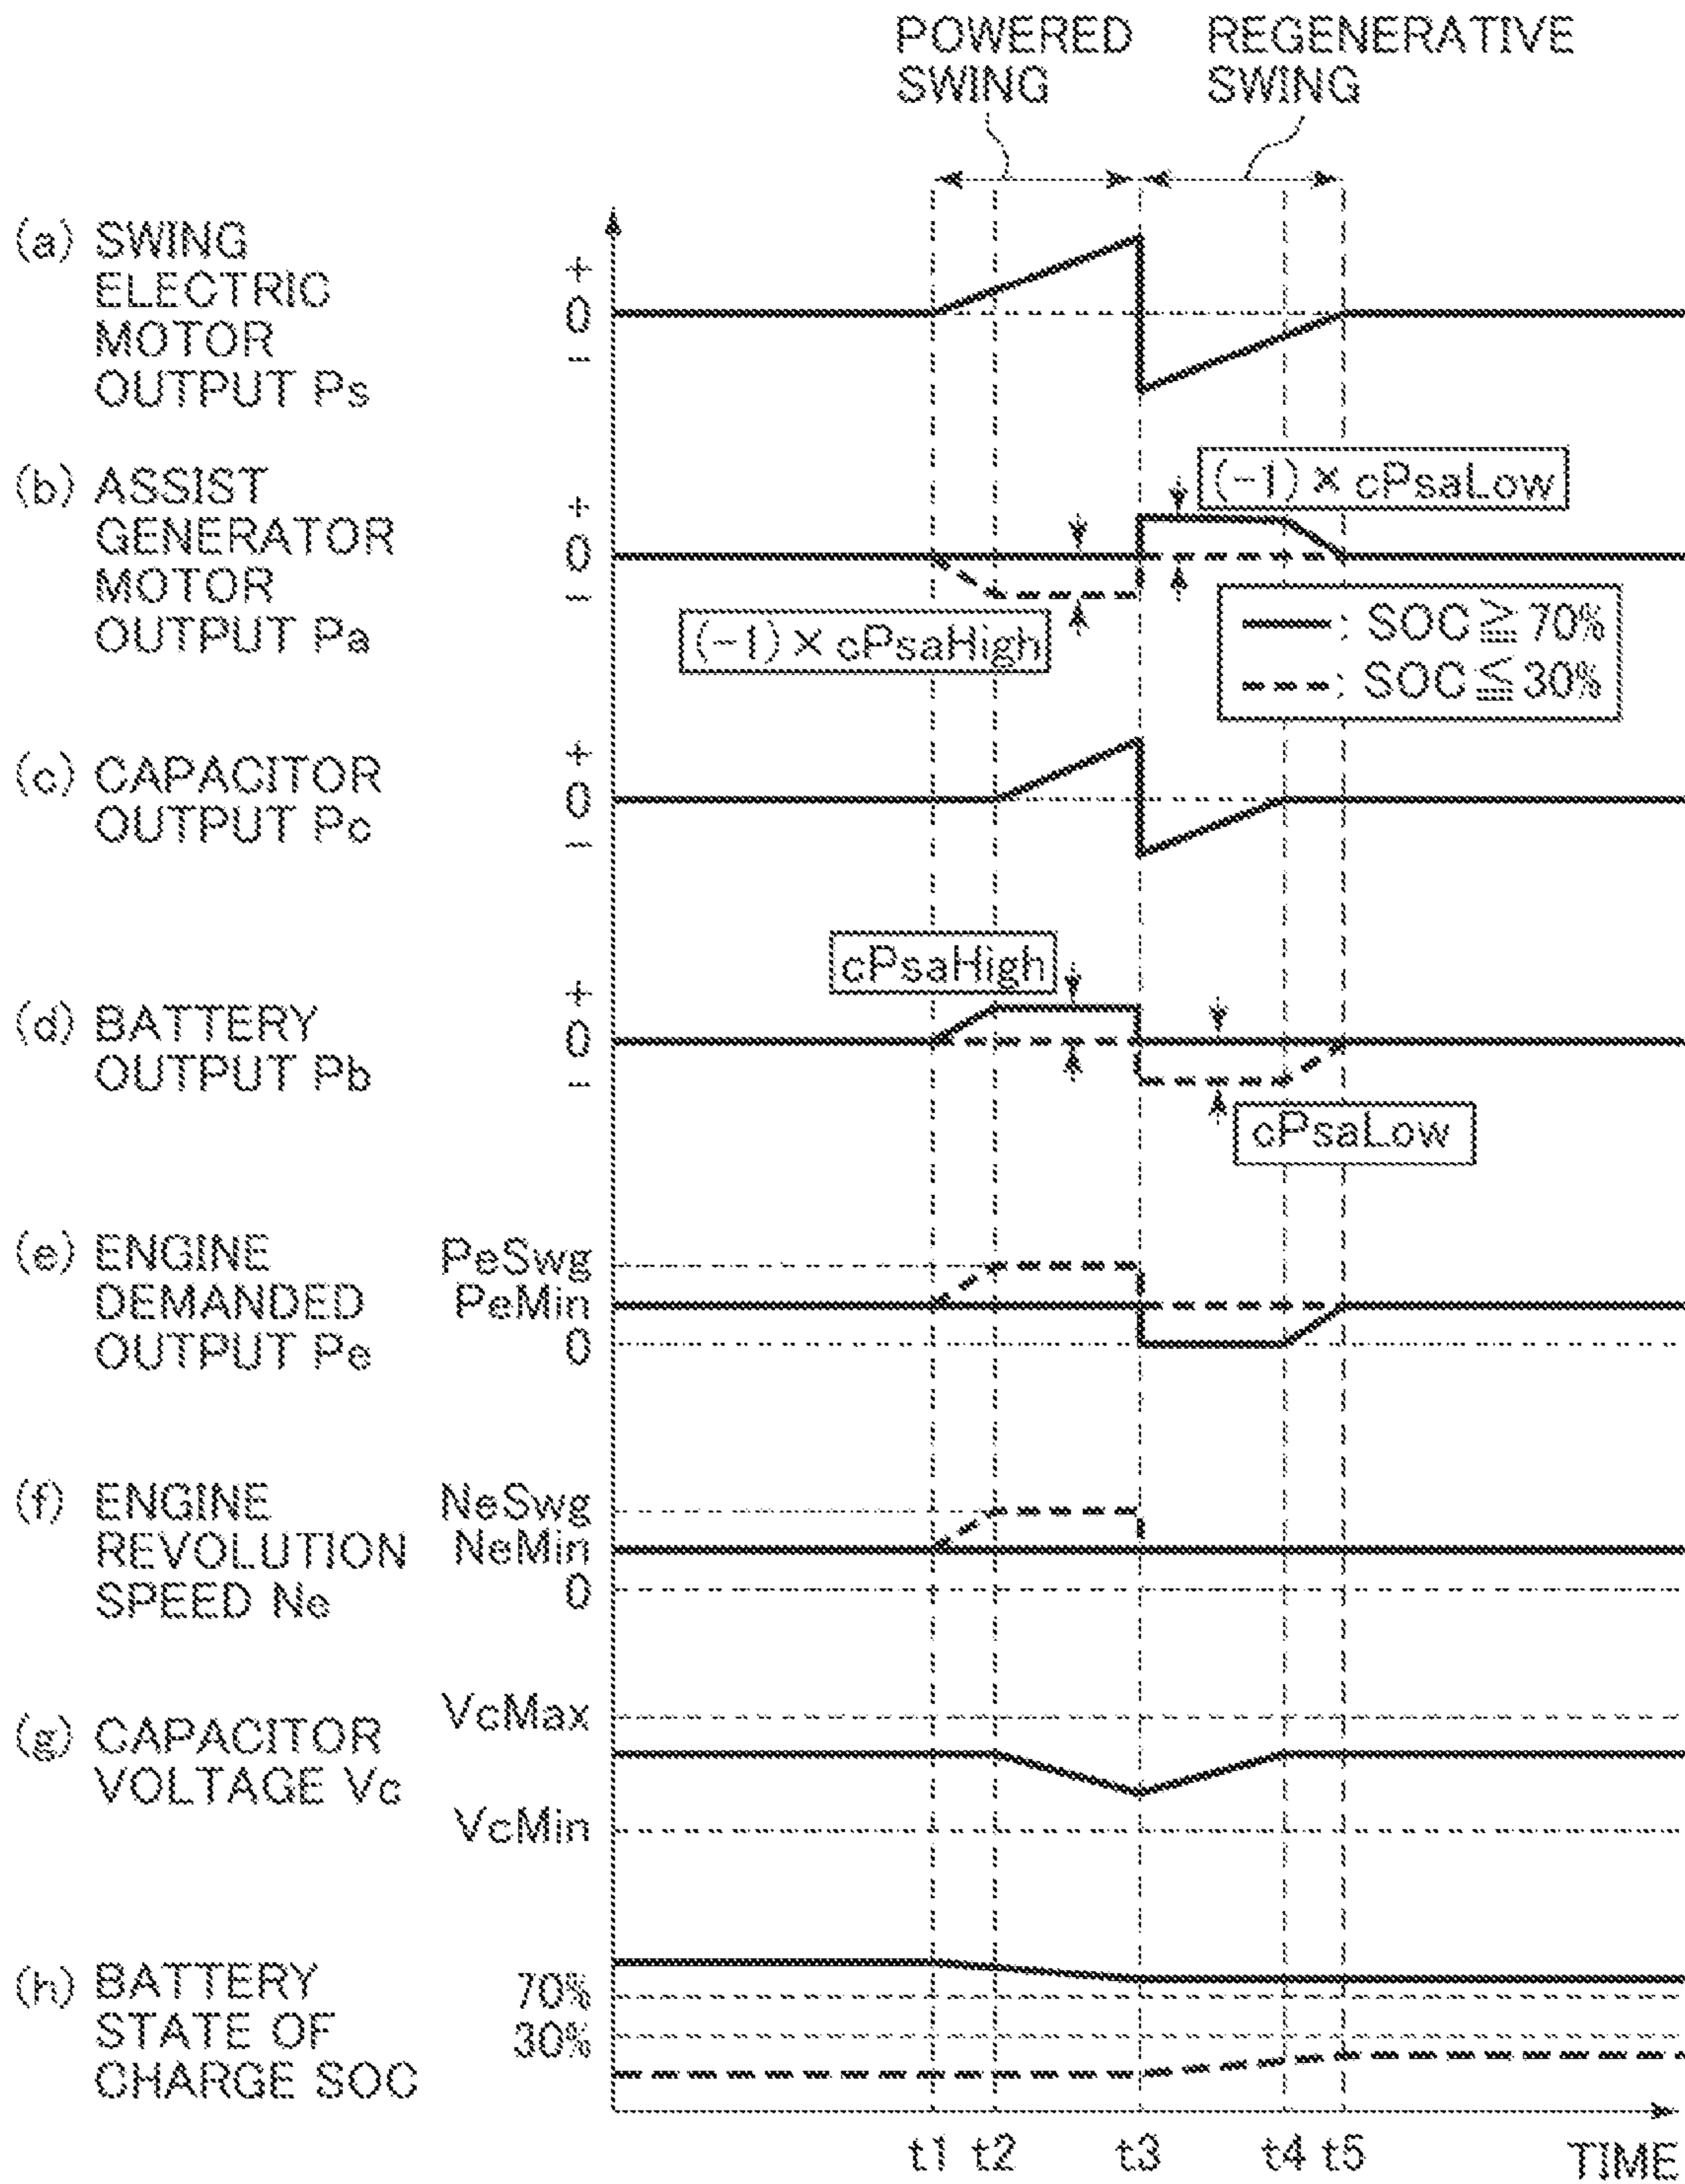 POWERED
SWING
REGENERATIVE
SWING
(a) SWING
ELECTRIC
MOTOR
OUTPUT Ps
+
0
−
(b) ASSIST
GENERATOR
MOTOR
OUTPUT Pa
+
0
−
(-1) × cPsaLow
(-1) × cPsaHigh
: SOC ≧ 70%
: SOC ≦ 30%
(c) CAPACITOR
OUTPUT Pc
+
0
−
(d) BATTERY
OUTPUT Pb
+
0
−
cPsaHigh
cPsaLow
(e) ENGINE
DEMANDED
OUTPUT Pe
PeSwg
PeMin
0
(f) ENGINE
REVOLUTION
SPEED Ne
NeSwg
NeMin
0
(g) CAPACITOR
VOLTAGE Vc
VcMax
VcMin
(h) BATTERY
STATE OF
CHARGE SOC
70%
30%
t1 t2 t3 t4 t5 TIME